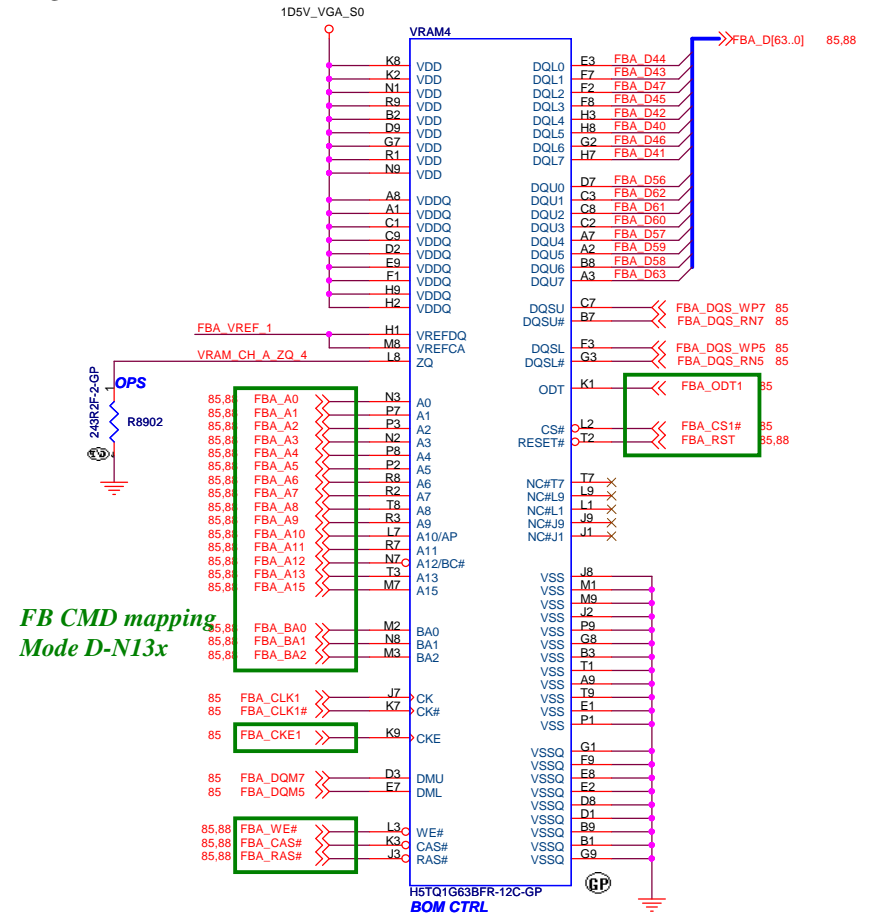 1D5V_VGA_S0
VRAM4
FBA_D[63..0] 85,88
K8 VDD DQL0 E3 FBA_D44
K2 VDD DQL1 F7 FBA_D43
N1 VDD DQL2 F2 FBA_D47
R9 VDD DQL3 F8 FBA_D45
B2 VDD DQL4 H3 FBA_D42
D9 VDD DQL5 H8 FBA_D40
G7 VDD DQL6 G2 FBA_D46
R1 VDD DQL7 H7 FBA_D41
N9 VDD
DQU0 D7 FBA_D56
A8 VDDQ DQU1 C3 FBA_D62
A1 VDDQ DQU2 C8 FBA_D61
C1 VDDQ DQU3 C2 FBA_D60
C9 VDDQ DQU4 A7 FBA_D57
D2 VDDQ DQU5 A2 FBA_D59
E9 VDDQ DQU6 B8 FBA_D58
F1 VDDQ DQU7 A3 FBA_D63
H9 VDDQ
H2 VDDQ DQSU C7 FBA_DQS_WP7 85
DQSU# B7 FBA_DQS_RN7 85
FBA_VREF_1 H1 VREFDQ
M8 VREFCA DQSL F3 FBA_DQS_WP5 85
VRAM_CH_A_ZQ_4 L8 ZQ DQSL# G3 FBA_DQS_RN5 85
243R2F-2-GP 1 OPS R8902
ODT K1 FBA_ODT1 85
85,88 FBA_A0 N3 A0
85,88 FBA_A1 P7 A1
85,88 FBA_A2 P3 A2 CS# L2 FBA_CS1# 85
85,88 FBA_A3 N2 A3 RESET# T2 FBA_RST 85,88
85,88 FBA_A4 P8 A4
85,88 FBA_A5 P2 A5
85,88 FBA_A6 R8 A6 NC#T7 T7
85,88 FBA_A7 R2 A7 NC#L9 L9
85,88 FBA_A8 T8 A8 NC#L1 L1
85,88 FBA_A9 R3 A9 NC#J9 J9
85,88 FBA_A10 L7 A10/AP NC#J1 J1
85,88 FBA_A11 R7 A11
85,88 FBA_A12 N7 A12/BC#
85,88 FBA_A13 T3 A13 VSS J8
85,88 FBA_A15 M7 A15 VSS M1
VSS M9
VSS J2
FB CMD mapping
Mode D-N13x
85,88 FBA_BA0 M2 BA0 VSS P9
85,88 FBA_BA1 N8 BA1 VSS G8
85,88 FBA_BA2 M3 BA2 VSS B3
VSS T1
VSS A9
85 FBA_CLK1 J7 CK VSS T9
85 FBA_CLK1# K7 CK# VSS E1
VSS P1
85 FBA_CKE1 K9 CKE
VSSQ G1
VSSQ F9
85 FBA_DQM7 D3 DMU VSSQ E8
85 FBA_DQM5 E7 DML VSSQ E2
VSSQ D8
VSSQ D1
85,88 FBA_WE# L3 WE# VSSQ B9
85,88 FBA_CAS# K3 CAS# VSSQ B1
85,88 FBA_RAS# J3 RAS# VSSQ G9
GP
H5TQ1G63BFR-12C-GP
BOM CTRL